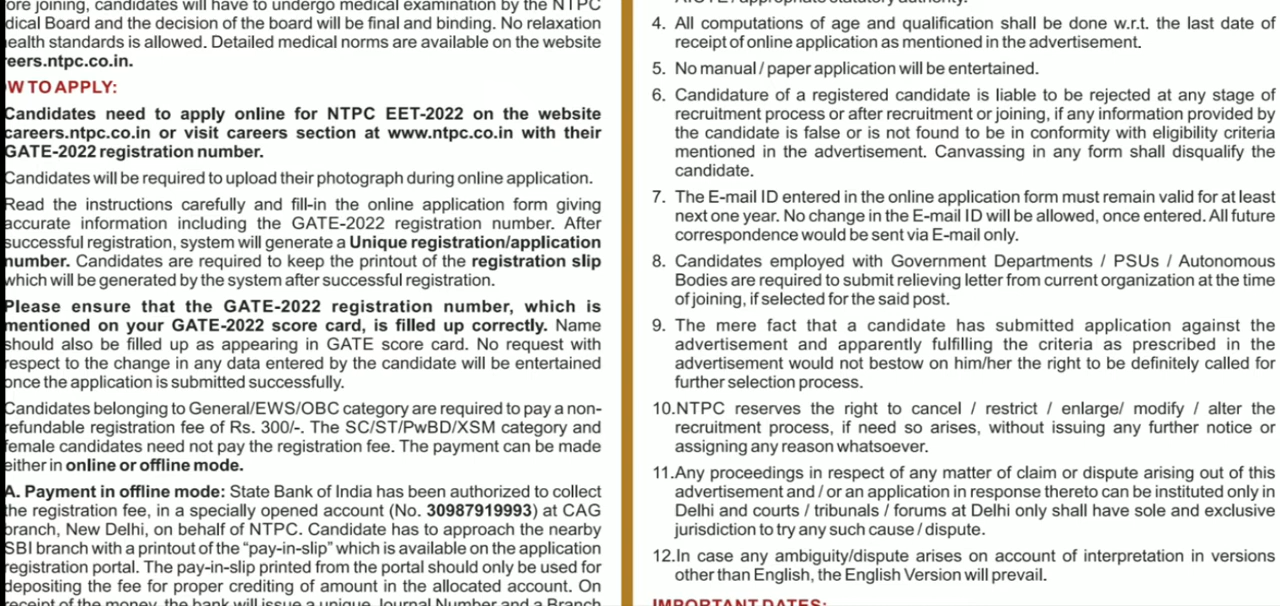 ore joining, candidates will have to undergo medical examination by the NTPC
dical Board and the decision of the board will be final and binding. No relaxation
ealth standards is allowed. Detailed medical norms are available on the website
eers.ntpc.co.in.
W TO APPLY:
Candidates need to apply online for NTPC EET-2022 on the website
careers.ntpc.co.in or visit careers section at www.ntpc.co.in with their
GATE-2022 registration number.
Candidates will be required to upload their photograph during online application.
Read the instructions carefully and fill-in the online application form giving
accurate information including the GATE-2022 registration number. After
successful registration, system will generate a Unique registration/application
number. Candidates are required to keep the printout of the registration slip
which will be generated by the system after successful registration.
Please ensure that the GATE-2022 registration number, which is
mentioned on your GATE-2022 score card, is filled up correctly. Name
should also be filled up as appearing in GATE score card. No request with
respect to the change in any data entered by the candidate will be entertained
once the application is submitted successfully.
Candidates belonging to General/EWS/OBC category are required to pay a non-
refundable registration fee of Rs. 300/-. The SC/ST/PwBD/XSM category and
female candidates need not pay the registration fee. The payment can be made
either in online or offline mode.
A. Payment in offline mode: State Bank of India has been authorized to collect
the registration fee, in a specially opened account (No. 30987919993) at CAG
branch, New Delhi, on behalf of NTPC. Candidate has to approach the nearby
SBI branch with a printout of the “pay-in-slip” which is available on the application
registration portal. The pay-in-slip printed from the portal should only be used for
depositing the fee for proper crediting of amount in the allocated account. On
receipt of the money, the bank will issue a unique Journal Number and a Branch
AICTE / appropriate statutory authority.
4. All computations of age and qualification shall be done w.r.t. the last date of
receipt of online application as mentioned in the advertisement.
5. No manual / paper application will be entertained.
6. Candidature of a registered candidate is liable to be rejected at any stage of
recruitment process or after recruitment or joining, if any information provided by
the candidate is false or is not found to be in conformity with eligibility criteria
mentioned in the advertisement. Canvassing in any form shall disqualify the
candidate.
7. The E-mail ID entered in the online application form must remain valid for at least
next one year. No change in the E-mail ID will be allowed, once entered. All future
correspondence would be sent via E-mail only.
8. Candidates employed with Government Departments / PSUs / Autonomous
Bodies are required to submit relieving letter from current organization at the time
of joining, if selected for the said post.
9. The mere fact that a candidate has submitted application against the
advertisement and apparently fulfilling the criteria as prescribed in the
advertisement would not bestow on him/her the right to be definitely called for
further selection process.
10.NTPC reserves the right to cancel / restrict / enlarge/ modify / alter the
recruitment process, if need so arises, without issuing any further notice or
assigning any reason whatsoever.
11.Any proceedings in respect of any matter of claim or dispute arising out of this
advertisement and / or an application in response thereto can be instituted only in
Delhi and courts / tribunals / forums at Delhi only shall have sole and exclusive
jurisdiction to try any such cause / dispute.
12.In case any ambiguity/dispute arises on account of interpretation in versions
other than English, the English Version will prevail.
IMPORTANT DATES: